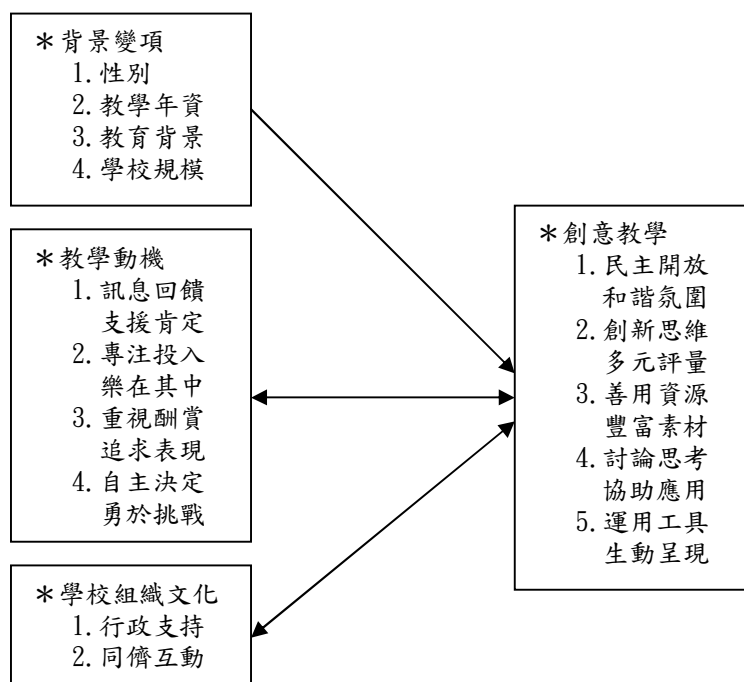 ＊背景變項
1.性別
2.教學年資
3.教育背景
4.學校規模
＊教學動機
1.訊息回饋
支援肯定
2.專注投入
樂在其中
3.重視酬賞
追求表現
4.自主決定
勇於挑戰
＊學校組織文化
1.行政支持
2.同儕互動
＊創意教學
1.民主開放
和諧氛圍
2.創新思維
多元評量
3.善用資源
豐富素材
4.討論思考
協助應用
5.運用工具
生動呈現